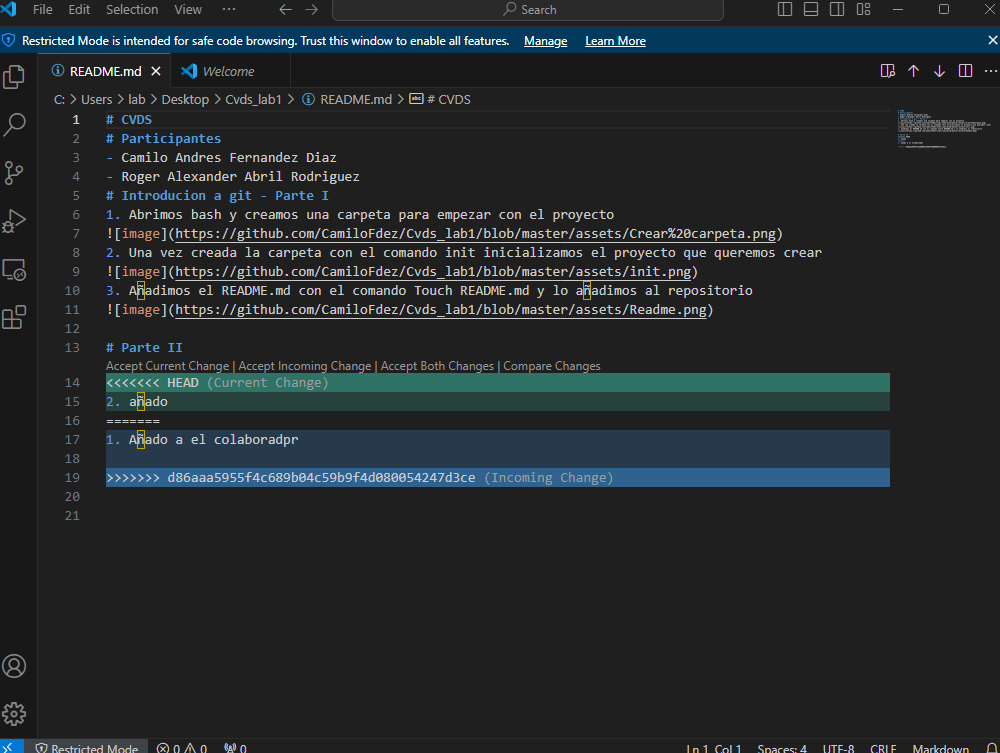 File Edit Selection View ··· Search
Restricted Mode is intended for safe code browsing. Trust this window to enable all features. Manage Learn More
README.md Welcome
C: > Users > lab > Desktop > Cvds_lab1 > README.md > # CVDS
1 # CVDS
2 # Participantes
3 - Camilo Andres Fernandez Diaz
4 - Roger Alexander Abril Rodriguez
5 # Introducion a git - Parte I
6 1. Abrimos bash y creamos una carpeta para empezar con el proyecto
7 ![image](https://github.com/CamiloFdez/Cvds_lab1/blob/master/assets/Crear%20carpeta.png)
8 2. Una vez creada la carpeta con el comando init inicializamos el proyecto que queremos crear
9 ![image](https://github.com/CamiloFdez/Cvds_lab1/blob/master/assets/init.png)
10 3. Añadimos el README.md con el comando Touch README.md y lo añadimos al repositorio
11 ![image](https://github.com/CamiloFdez/Cvds_lab1/blob/master/assets/Readme.png)
12
13 # Parte II
Accept Current Change | Accept Incoming Change | Accept Both Changes | Compare Changes
14 <<<<<<< HEAD (Current Change)
15 2. añado
16 =======
17 1. Añado a el colaboradpr
18
19 >>>>>>> d86aaa5955f4c689b04c59b9f4d080054247d3ce (Incoming Change)
20
21
Restricted Mode 0 0 0 Ln 1, Col 1 Spaces: 4 UTF-8 CRLF Markdown